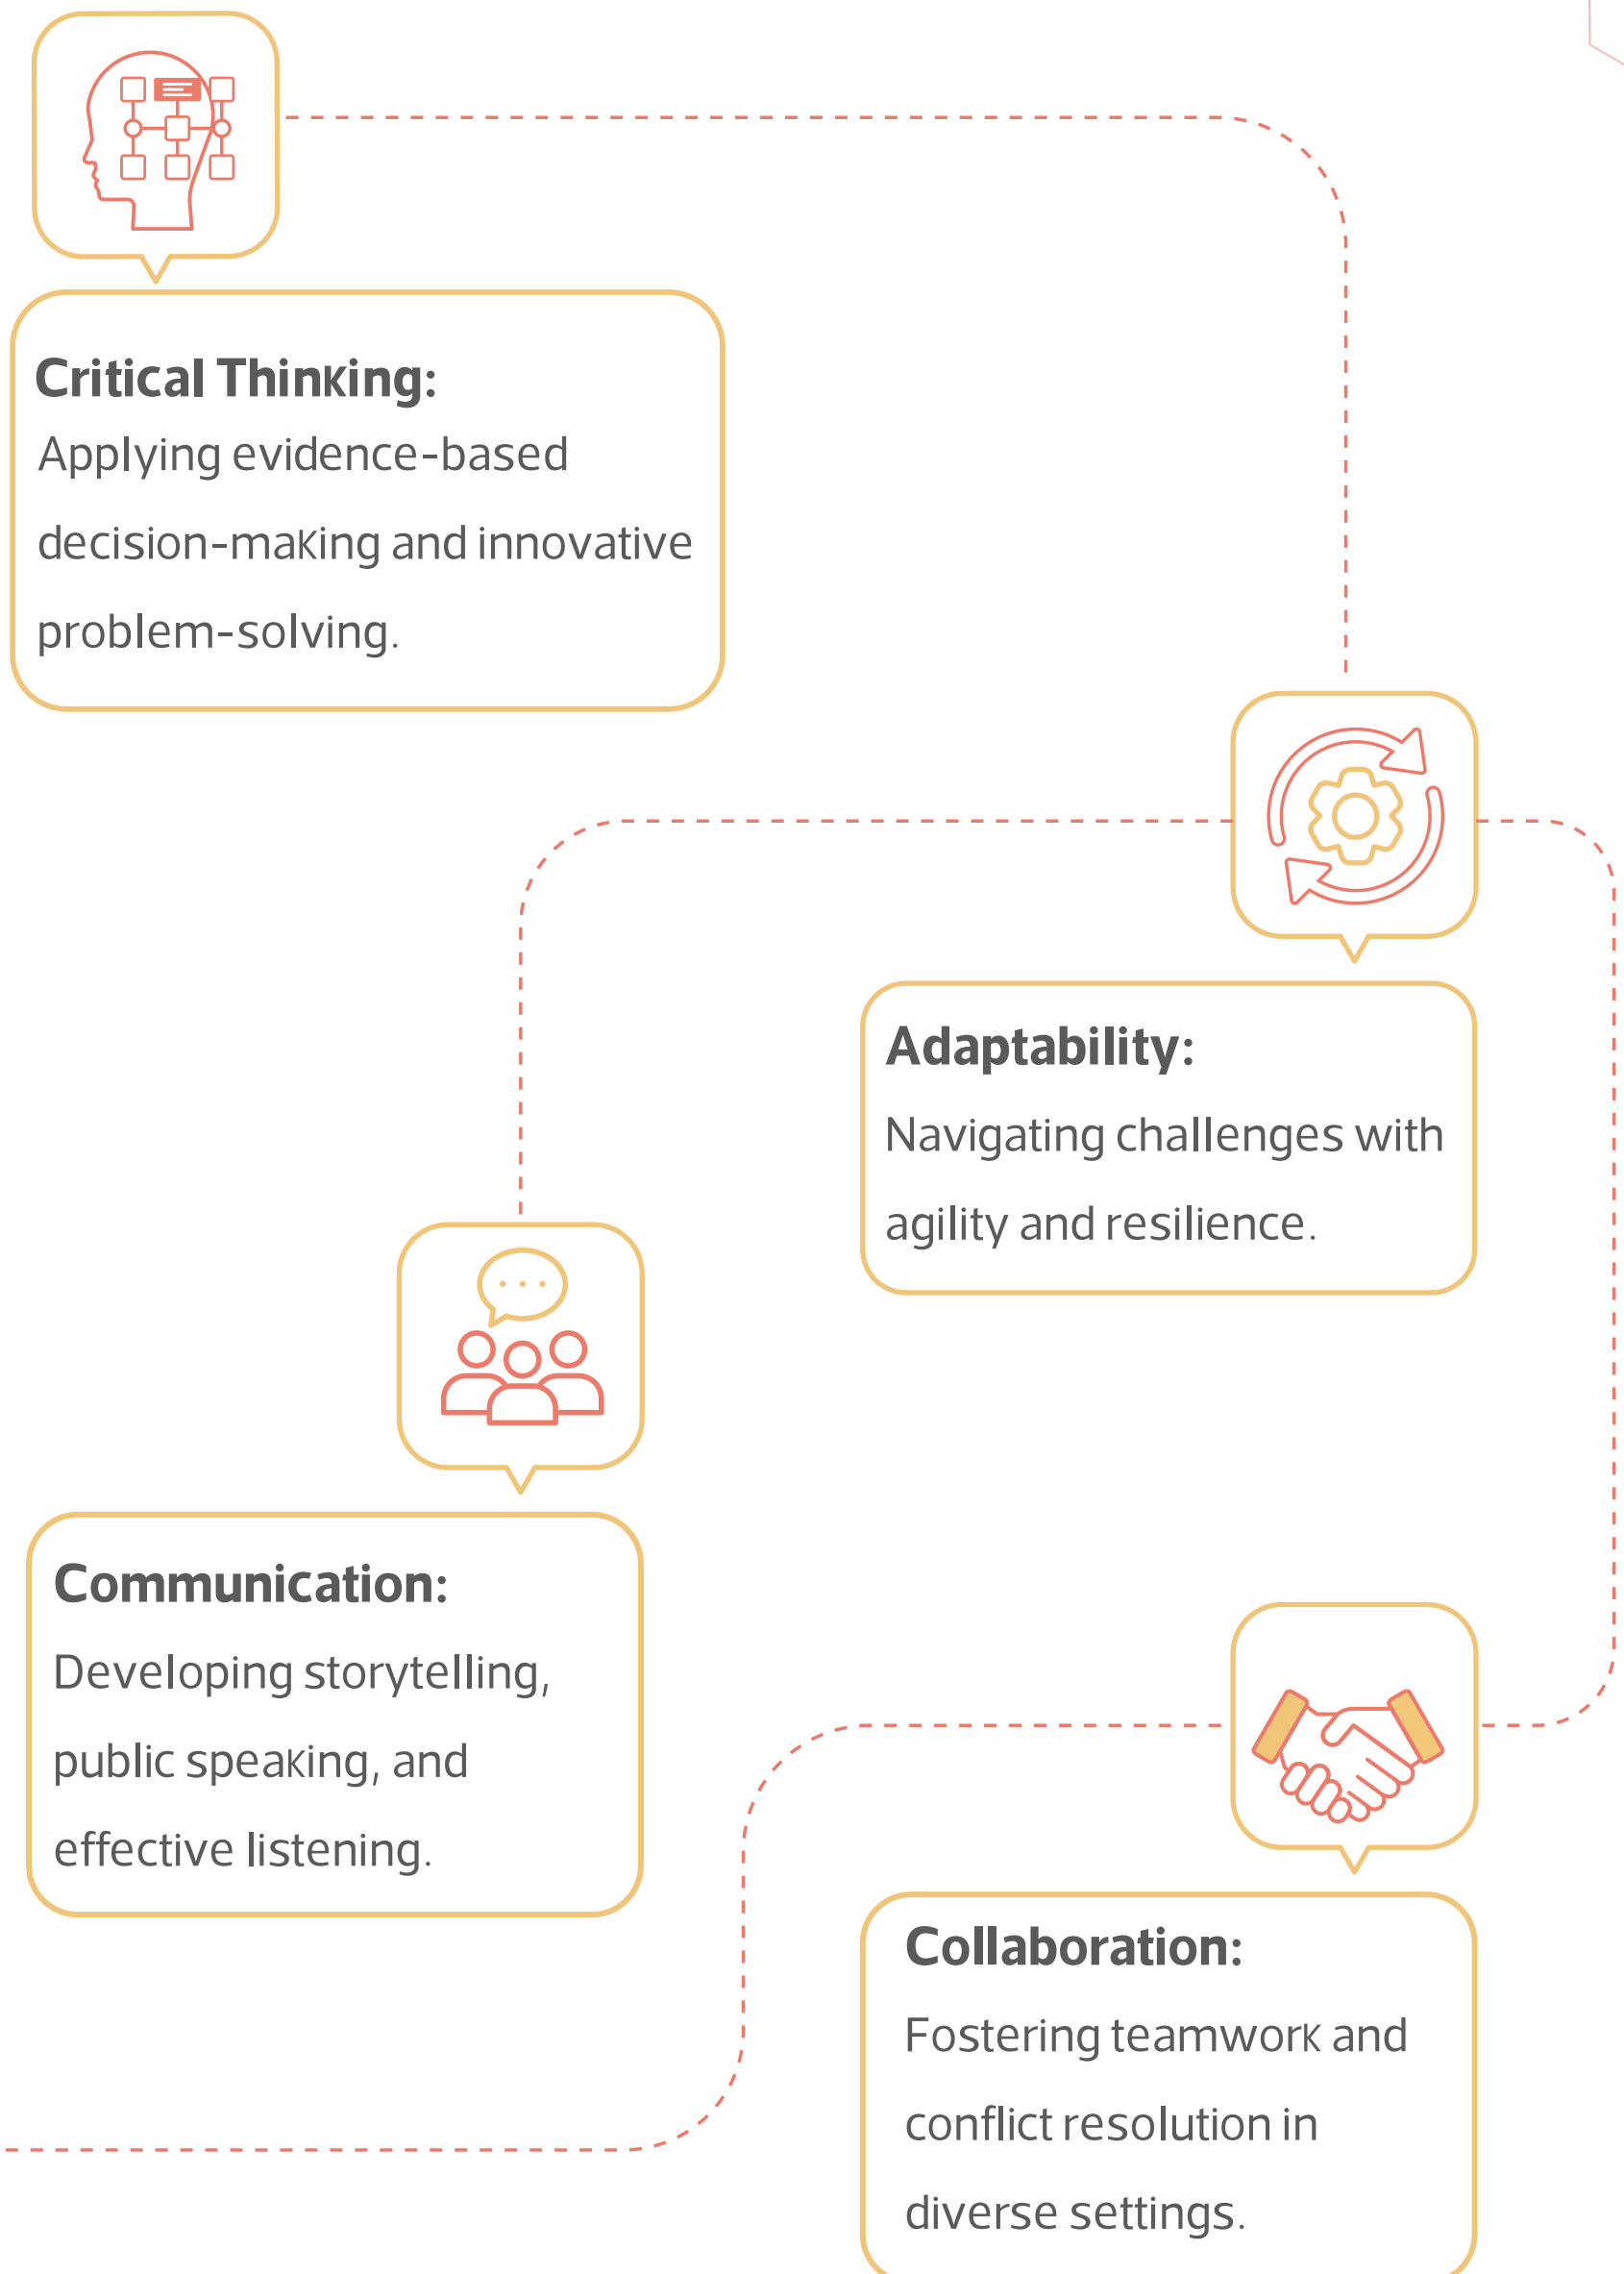 Critical Thinking:
Applying evidence-based
decision-making and innovative
problem-solving.
Adaptability:
Navigating challenges with
agility and resilience.
Communication:
Developing storytelling,
public speaking, and
effective listening.
Collaboration:
Fostering teamwork and
conflict resolution in
diverse settings.